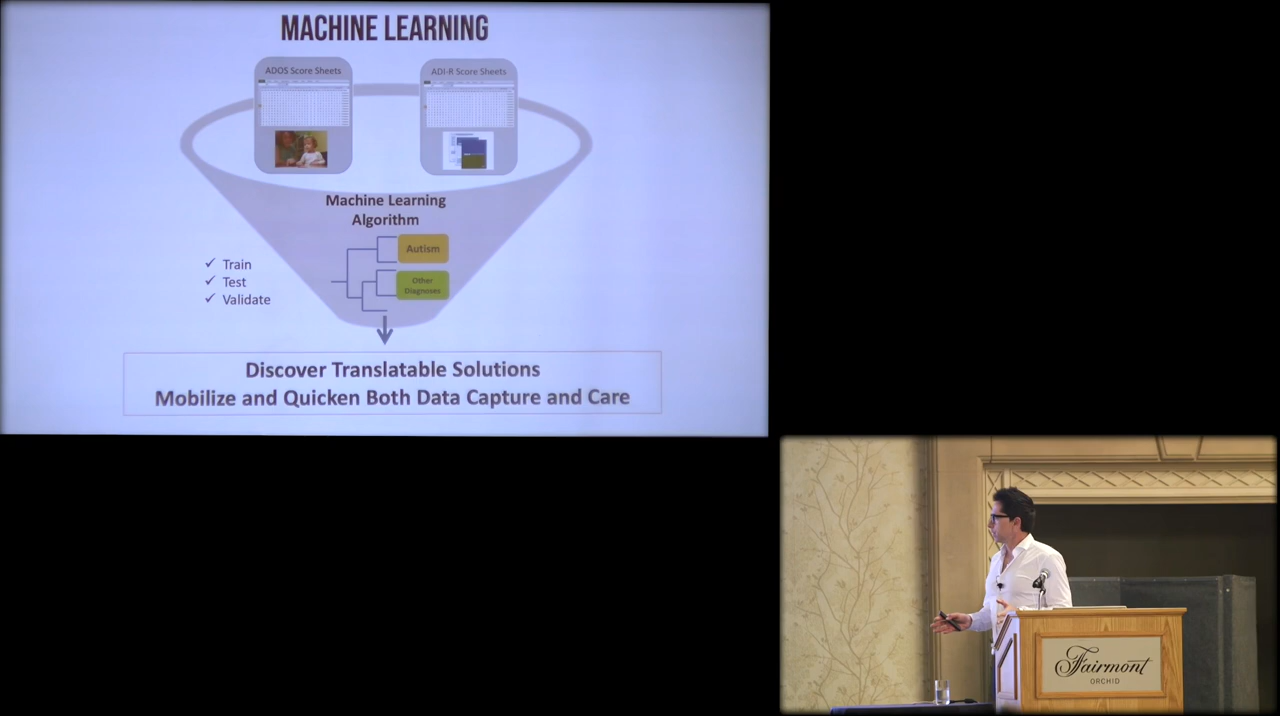 MACHINE LEARNING
ADOS Score Sheets
ADI-R Score Sheets
Machine Learning
Algorithm
Autism
Other
Diagnoses
✓ Train
✓ Test
✓ Validate
Discover Translatable Solutions
Mobilize and Quicken Both Data Capture and Care
Fairmont
ORCHID